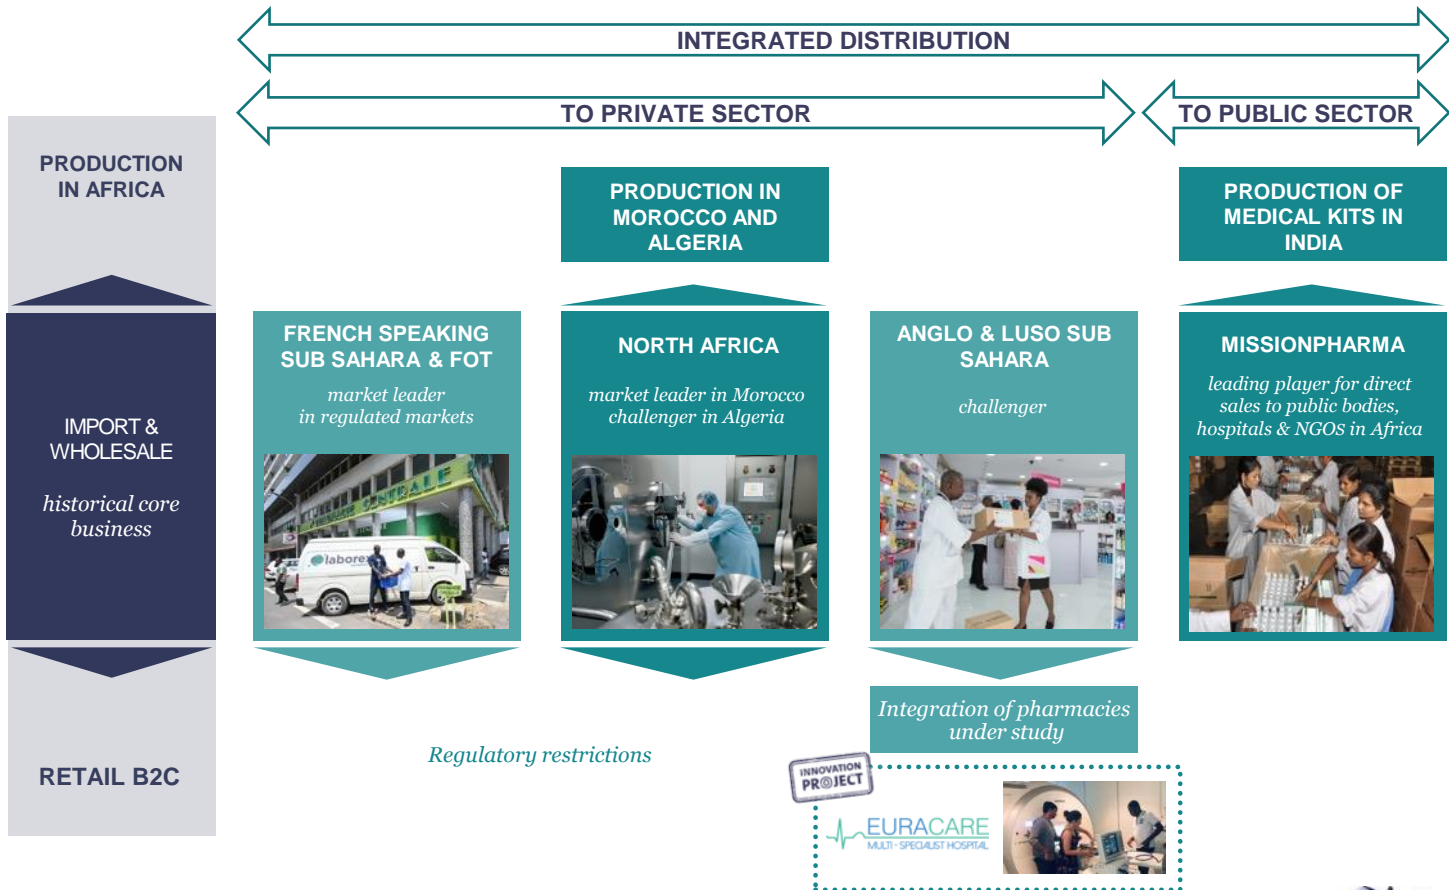 INTEGRATED DISTRIBUTION
TO PRIVATE SECTOR
TO PUBLIC SECTOR
PRODUCTION
IN AFRICA
PRODUCTION IN
MOROCCO AND
ALGERIA
PRODUCTION OF
MEDICAL KITS IN
INDIA
IMPORT &
WHOLESALE
historical core
business
FRENCH SPEAKING
SUB SAHARA & FOT
market leader
in regulated markets
CENTRALE
laborex
NORTH AFRICA
market leader in Morocco
challenger in Algeria
ANGLO & LUSO SUB
SAHARA
challenger
MISSIONPHARMA
leading player for direct
sales to public bodies,
hospitals & NGOS in Africa
RETAIL B2C
Regulatory restrictions
Integration of pharmacies
under study
INNOVATION
PROJECT
EURACARE
MULTI - SPECIALIST HOSPITAL